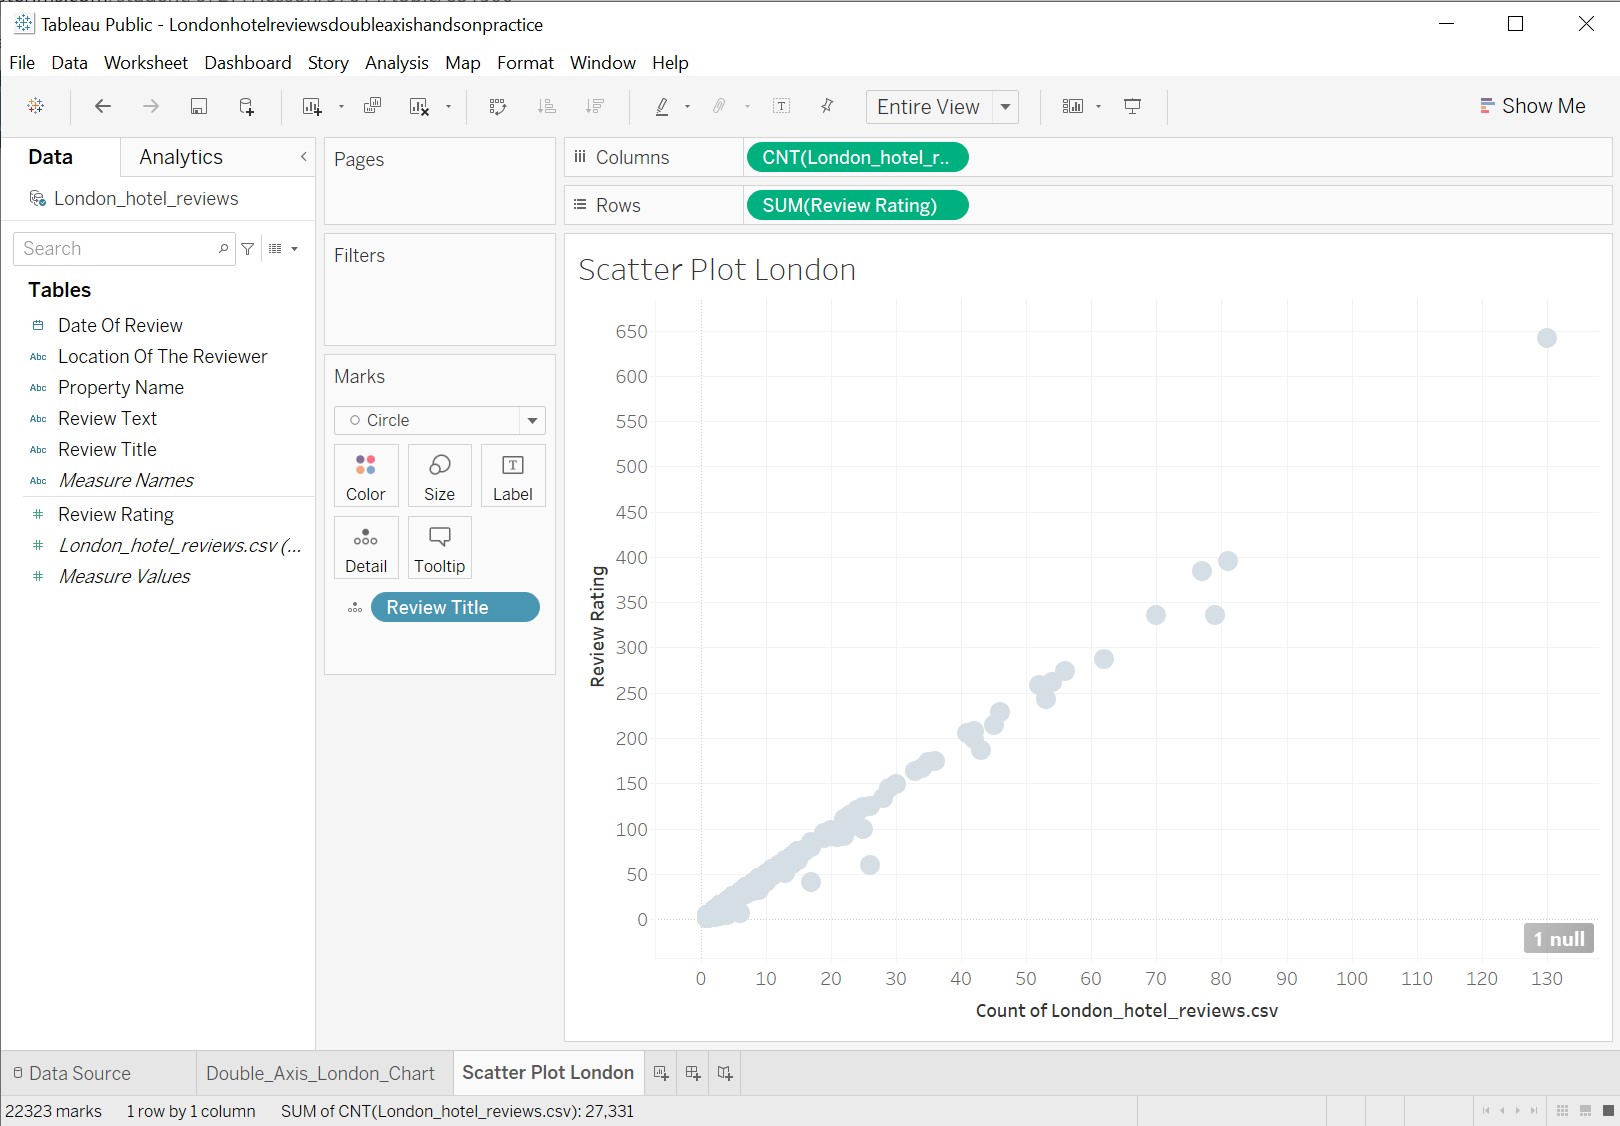 Tableau Public - Londonhotelreviewsdoubleaxishandsonpractice
File Data Worksheet Dashboard Story Analysis Map Format Window Help
Entire View
Show Me
Data Analytics
London_hotel_reviews
Search
Tables
Date Of Review
Abc Location Of The Reviewer
Abc Property Name
Abc Review Text
Abc Review Title
Abc Measure Names
# Review Rating
# London_hotel_reviews.csv (...
# Measure Values
Pages
Filters
Marks
Circle
Color Size Label
Detail Tooltip
Review Title
Columns CNT(London_hotel_r..
Rows SUM(Review Rating)
Scatter Plot London
Review Rating
650
600
550
500
450
400
350
300
250
200
150
100
50
0
1 null
0 10 20 30 40 50 60 70 80 90 100 110 120 130
Count of London_hotel_reviews.csv
Data Source Double_Axis_London_Chart Scatter Plot London
22323 marks 1 row by 1 column SUM of CNT(London_hotel_reviews.csv): 27,331